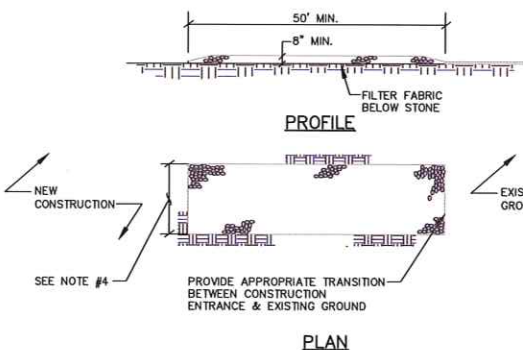 50' MIN.
8" MIN.
FILTER FABRIC
BELOW STONE
PROFILE
NEW
CONSTRUCTION
EXIS
GRO
SEE NOTE #4
PROVIDE APPROPRIATE TRANSITION
BETWEEN CONSTRUCTION
ENTRANCE & EXISTING GROUND
PLAN